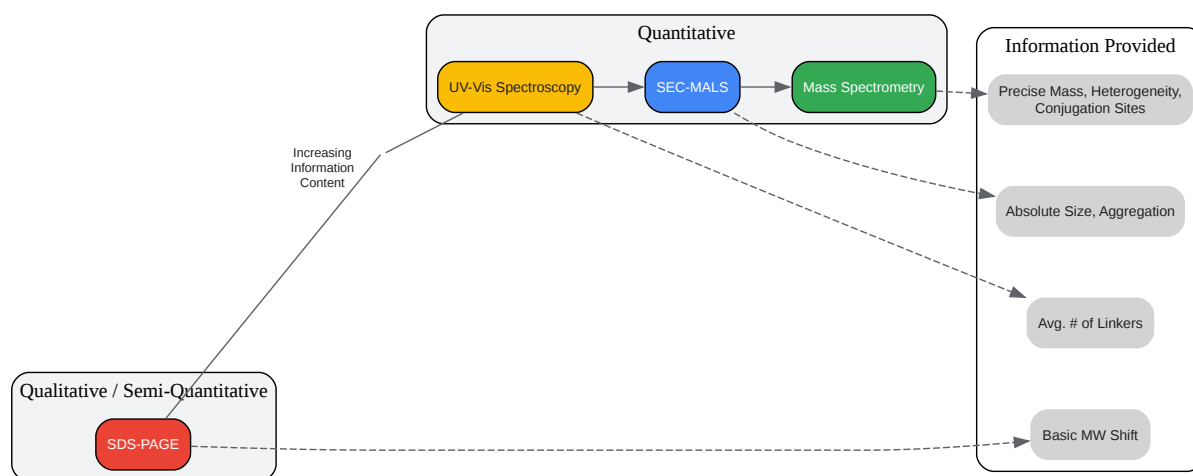 Quantitative
Information Provided
UV-Vis Spectroscopy
SEC-MALS
Mass Spectrometry
Precise Mass, Heterogeneity,
Conjugation Sites
Increasing
Information
Content
Absolute Size, Aggregation
Avg. # of Linkers
Qualitative / Semi-Quantitative
SDS-PAGE
Basic MW Shift